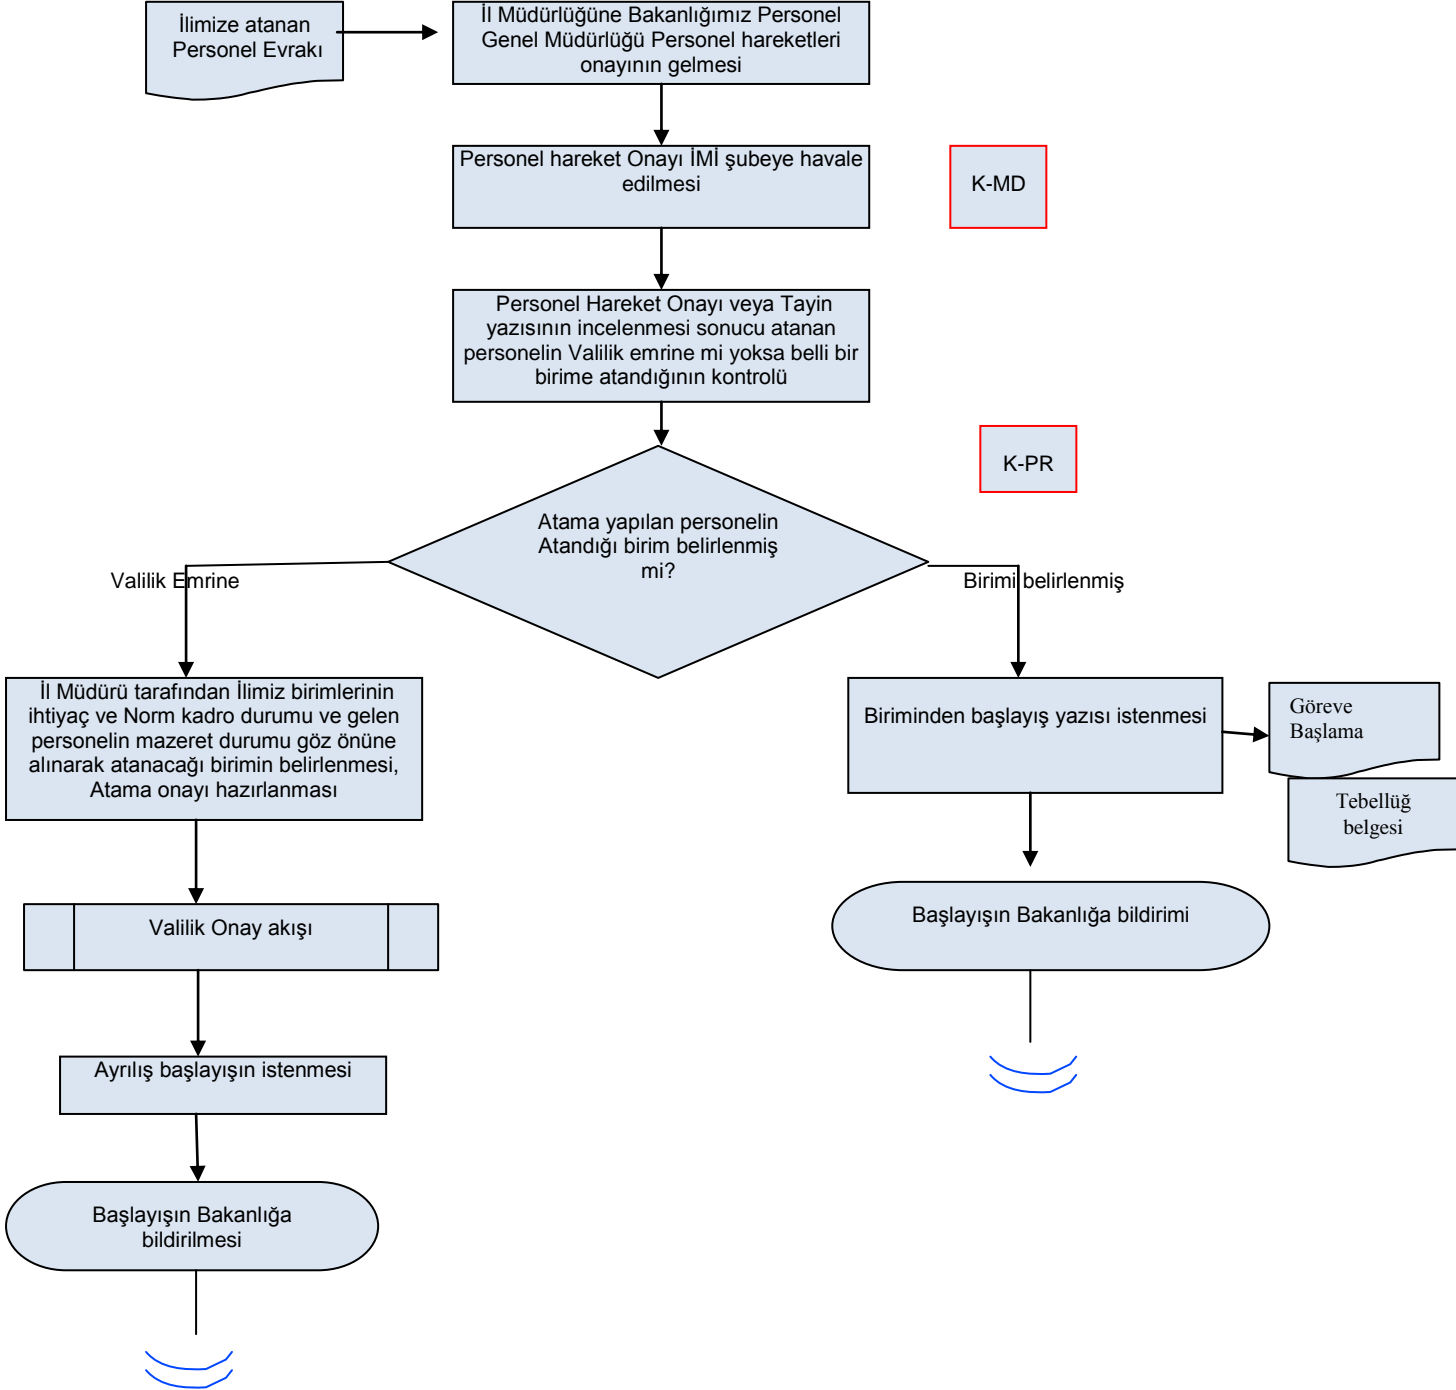 İlimize atanan
Personel Evrakı
İl Müdürlüğüne Bakanlığımız Personel
Genel Müdürlüğü Personel hareketleri
onayının gelmesi
Personel hareket Onayı İMİ şubeye havale
edilmesi
K-MD
Personel Hareket Onayı veya Tayin
yazısının incelenmesi sonucu atanan
personelin Valilik emrine mi yoksa belli bir
birime atandığının kontrolü
K-PR
Atama yapılan personelin
Atandığı birim belirlenmiş
mi?
Valilik Emrine
Birimi belirlenmiş
İl Müdürü tarafından İlimiz birimlerinin
ihtiyaç ve Norm kadro durumu ve gelen
personelin mazeret durumu göz önüne
alınarak atanacağı birimin belirlenmesi,
Atama onayı hazırlanması
Biriminden başlayış yazısı istenmesi
Göreve
Başlama
Tebellüğ
belgesi
Valilik Onay akışı
Başlayışın Bakanlığa bildirimi
Ayrılış başlayışın istenmesi
Başlayışın Bakanlığa
bildirilmesi